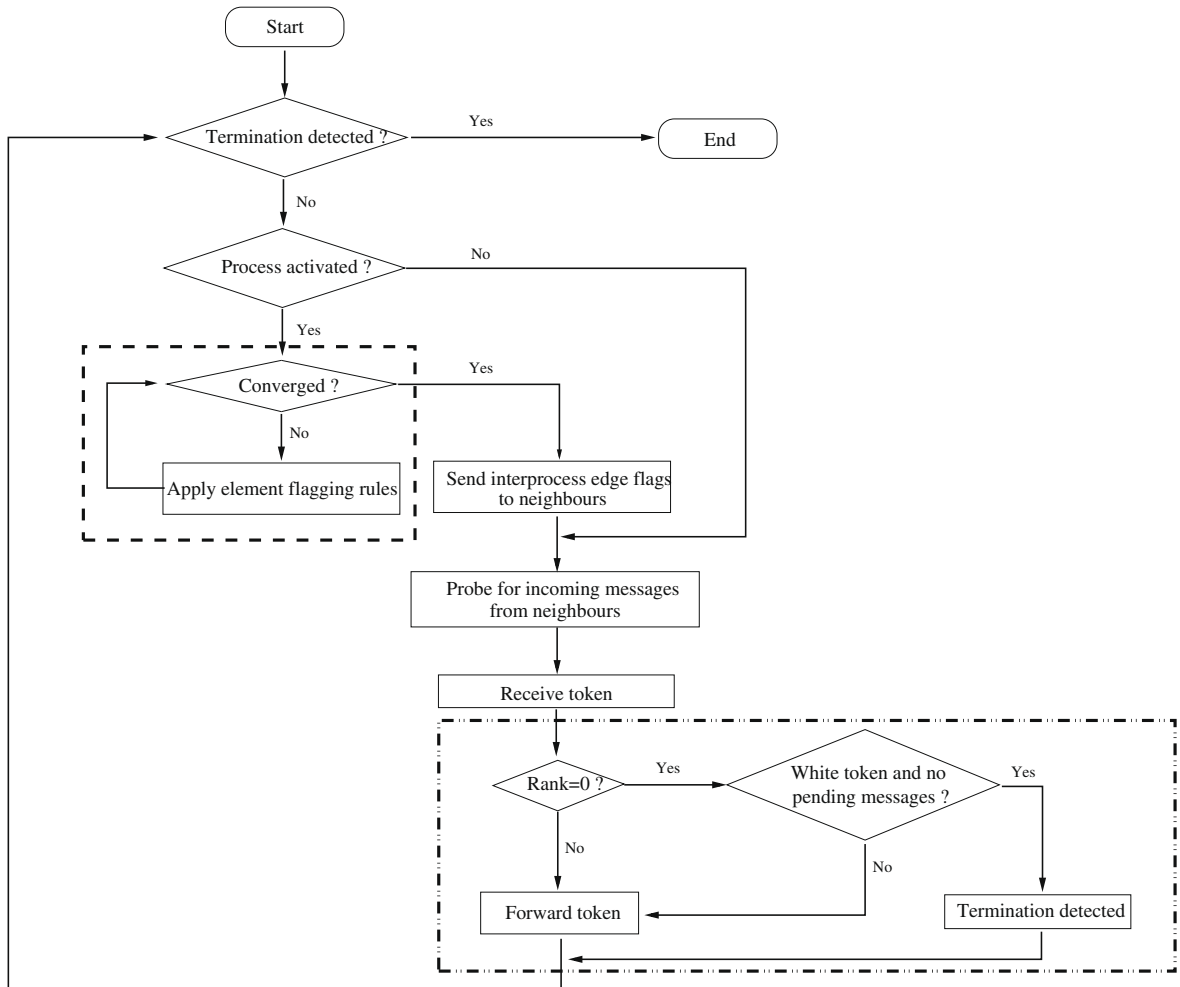 Start
Termination detected ?
Yes
End
No
Process activated ?
No
Yes
Converged ?
Yes
No
Apply element flagging rules
Send interprocess edge flags
to neighbours
Probe for incoming messages
from neighbours
Receive token
Rank=0 ?
Yes
White token and no
pending messages ?
Yes
No
No
Forward token
Termination detected